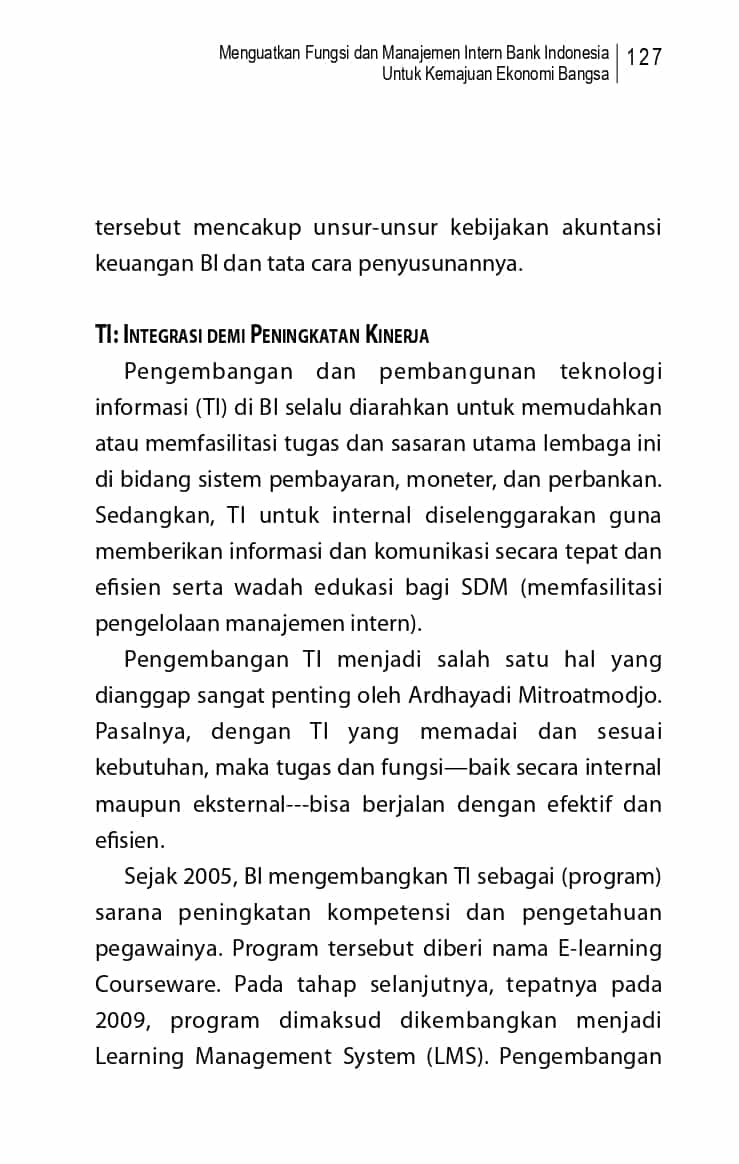 Menguatkan Fungsi dan Manajemen Intern Bank Indonesia
Untuk Kemajuan Ekonomi Bangsa
127
tersebut mencakup unsur-unsur kebijakan akuntansi
keuangan BI dan tata cara penyusunannya.
TI: Integrasi demi Peningkatan Kinerja
Pengembangan dan pembangunan teknologi
informasi (TI) di BI selalu diarahkan untuk memudahkan
atau memfasilitasi tugas dan sasaran utama lembaga ini
di bidang sistem pembayaran, moneter, dan perbankan.
Sedangkan, TI untuk internal diselenggarakan guna
memberikan informasi dan komunikasi secara tepat dan
efisien serta wadah edukasi bagi SDM (memfasilitasi
pengelolaan manajemen intern).
Pengembangan TI menjadi salah satu hal yang
dianggap sangat penting oleh Ardhayadi Mitroatmodjo.
Pasalnya, dengan TI yang memadai dan sesuai
kebutuhan, maka tugas dan fungsi—baik secara internal
maupun eksternal---bisa berjalan dengan efektif dan
efisien.
Sejak 2005, BI mengembangkan TI sebagai (program)
sarana peningkatan kompetensi dan pengetahuan
pegawainya. Program tersebut diberi nama E-learning
Courseware. Pada tahap selanjutnya, tepatnya pada
2009, program dimaksud dikembangkan menjadi
Learning Management System (LMS). Pengembangan